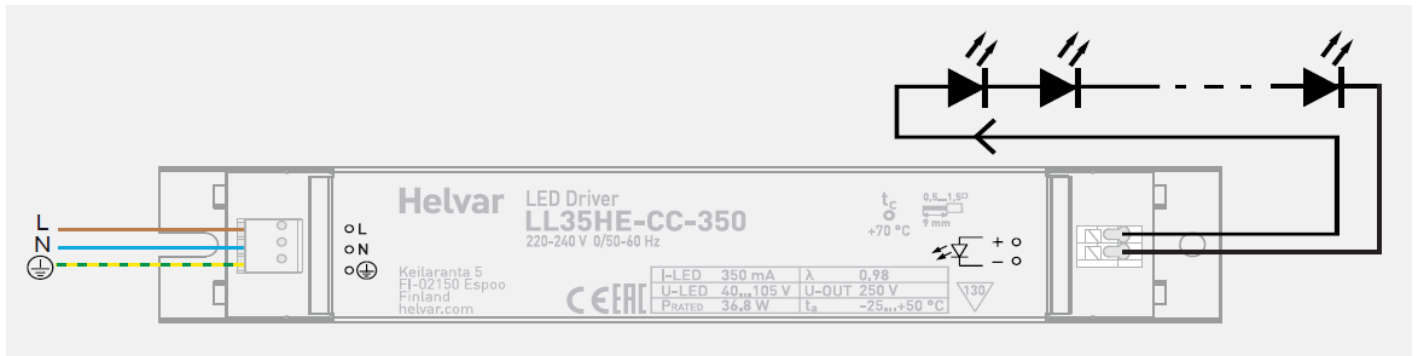 L
N
Helvar
LED Driver
LL35HE-CC-350
220-240 V 0/50-60 Hz
L
N
Keilaranta 5
FI-02150 Espoo
Finland
helvar.com
CE EAC
I-LED 350 mA λ 0,98
U-LED 40...105 V U-OUT 250 V
PRATED 36,8 W ta -25...+50 °C
tc
+70 °C
0,5...1,5□
9 mm
+
-
130